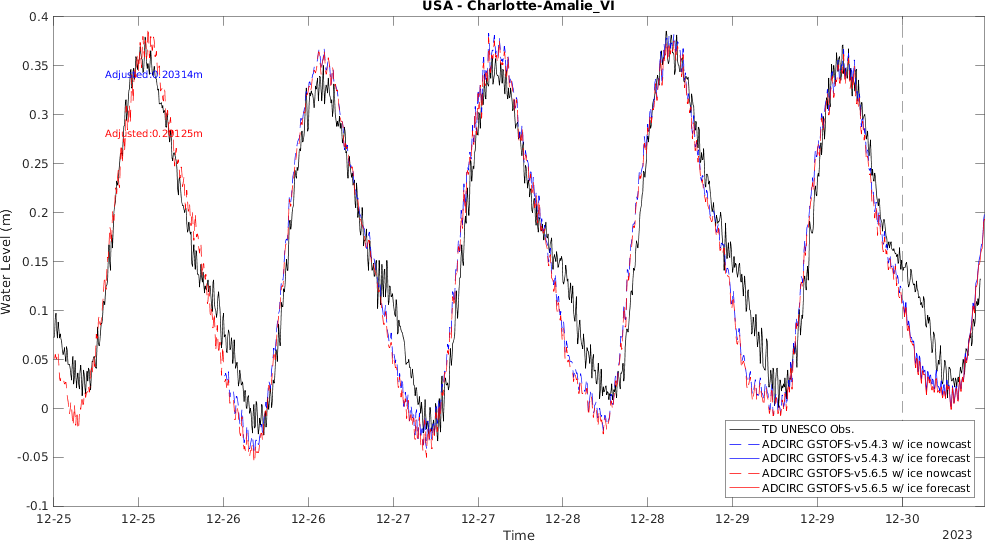 USA - Charlotte-Amalie_VI
0.4
0.35
0.3
0.25
0.2
0.15
0.1
0.05
0
-0.05
-0.1
Water Level (m)
Adjusted:0.20314m
Adjusted:0.20125m
TD UNESCO Obs.
ADCIRC GSTOFS-v5.4.3 w/ ice nowcast
ADCIRC GSTOFS-v5.4.3 w/ ice forecast
ADCIRC GSTOFS-v5.6.5 w/ ice nowcast
ADCIRC GSTOFS-v5.6.5 w/ ice forecast
12-25 12-25 12-26 12-26 12-27 12-27 12-28 12-28 12-29 12-29 12-30
Time
2023